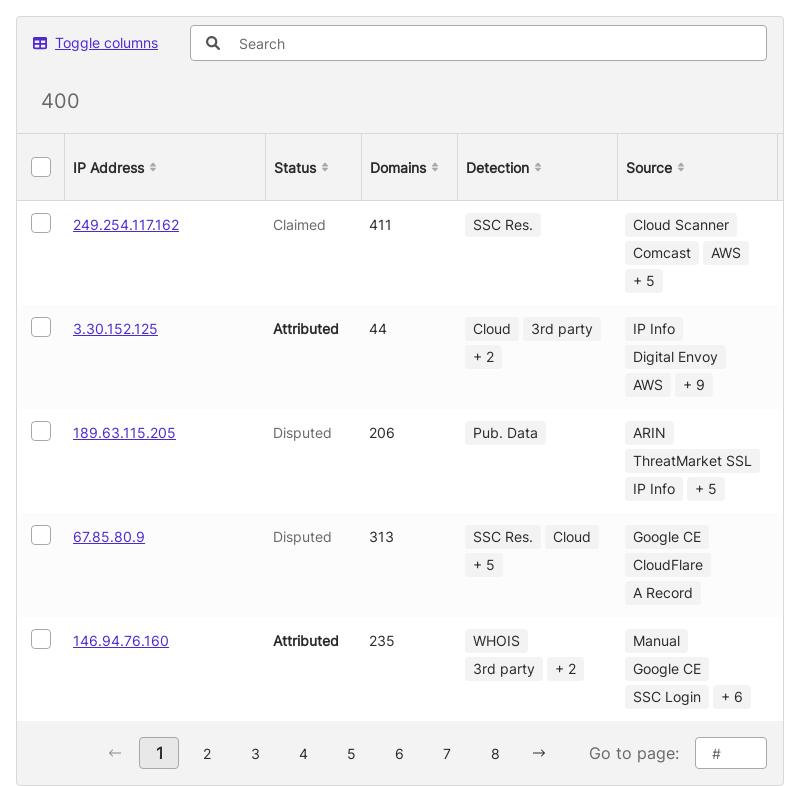 Toggle columns Search
400
IP Address Status Domains Detection Source
249.254.117.162 Claimed 411 SSC Res. Cloud Scanner
Comcast AWS
+ 5
3.30.152.125 Attributed 44 Cloud 3rd party IP Info
+ 2 Digital Envoy
AWS + 9
189.63.115.205 Disputed 206 Pub. Data ARIN
ThreatMarket SSL
IP Info + 5
67.85.80.9 Disputed 313 SSC Res. Cloud Google CE
+ 5 CloudFlare
A Record
146.94.76.160 Attributed 235 WHOIS Manual
3rd party + 2 Google CE
SSC Login + 6
← 1 2 3 4 5 6 7 8 → Go to page: #